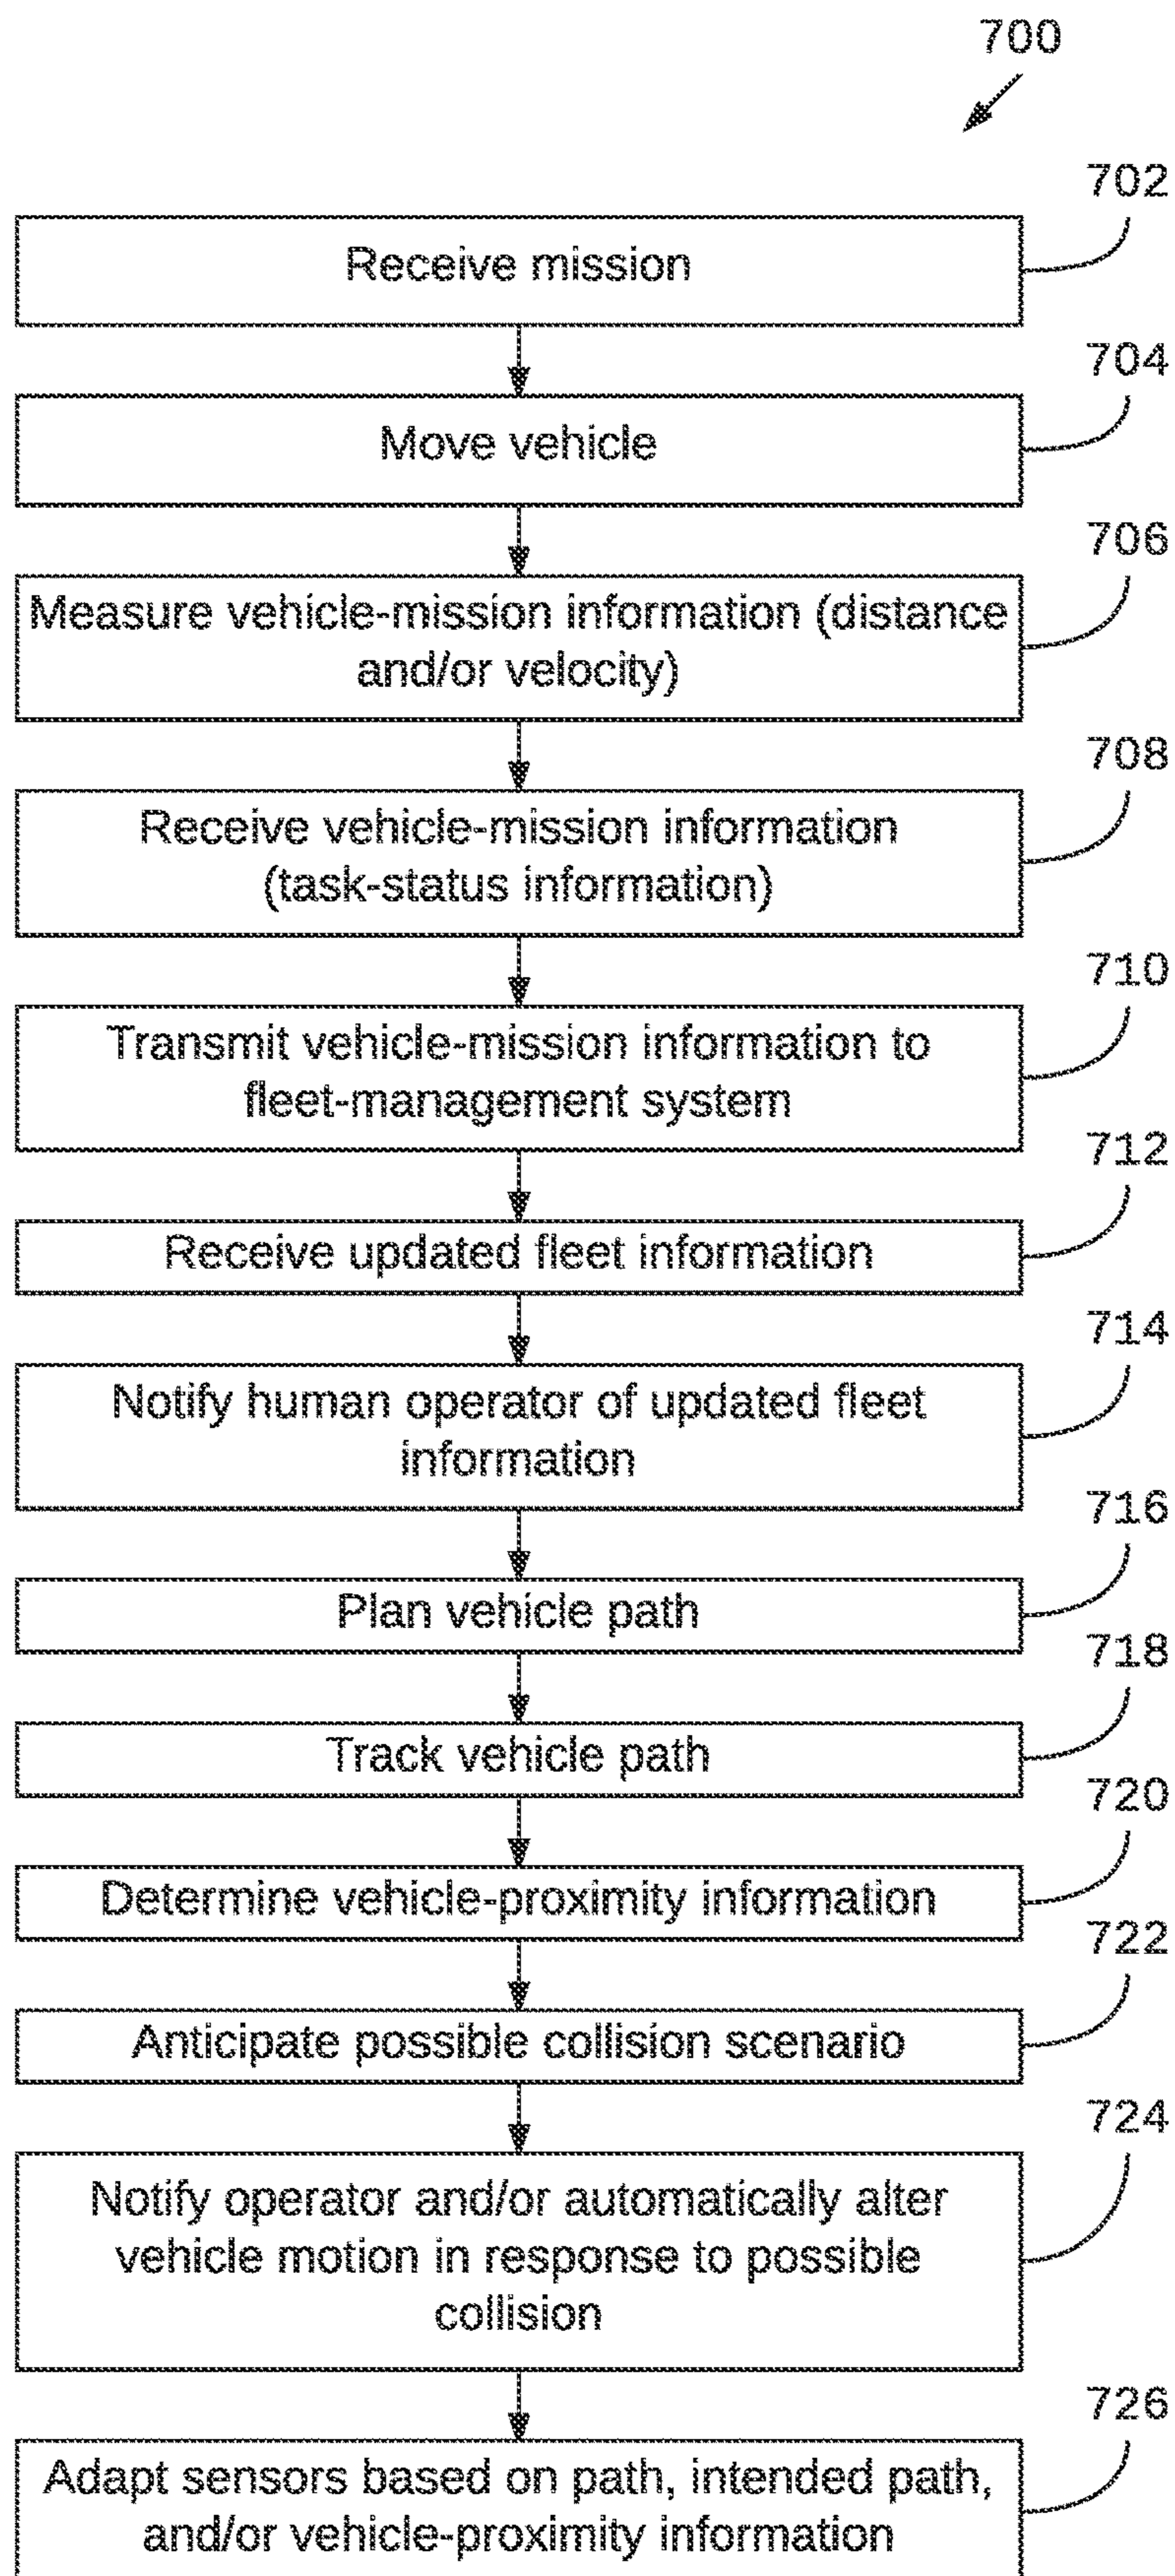 700
702
Receive mission
704
Move vehicle
706
Measure vehicle-mission information (distance
and/or velocity)
708
Receive vehicle-mission information
(task-status information)
710
Transmit vehicle-mission information to
fleet-management system
712
Receive updated fleet information
714
Notify human operator of updated fleet
information
716
Plan vehicle path
718
Track vehicle path
720
Determine vehicle-proximity information
722
Anticipate possible collision scenario
724
Notify operator and/or automatically alter
vehicle motion in response to possible
collision
726
Adapt sensors based on path, intended path,
and/or vehicle-proximity information